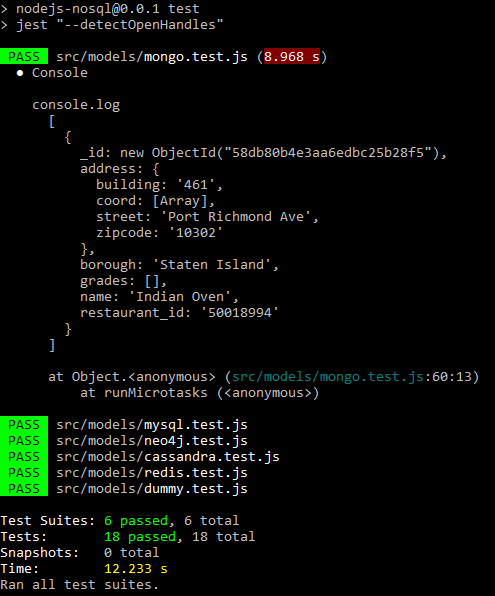 > nodejs-nosql@0.0.1 test
> jest "--detectOpenHandles"
PASS src/models/mongo.test.js (8.968 s)
● Console
console.log
[
{
_id: new ObjectId("58db80b4e3aa6edbc25b28f5"),
address: {
building: '461',
coord: [Array],
street: 'Port Richmond Ave',
zipcode: '10302'
},
borough: 'Staten Island',
grades: [],
name: 'Indian Oven',
restaurant_id: '50018994'
}
]
at Object.<anonymous> (src/models/mongo.test.js:60:13)
at runMicrotasks (<anonymous>)
PASS src/models/mysql.test.js
PASS src/models/neo4j.test.js
PASS src/models/cassandra.test.js
PASS src/models/redis.test.js
PASS src/models/dummy.test.js
Test Suites: 6 passed, 6 total
Tests: 18 passed, 18 total
Snapshots: 0 total
Time: 12.233 s
Ran all test suites.